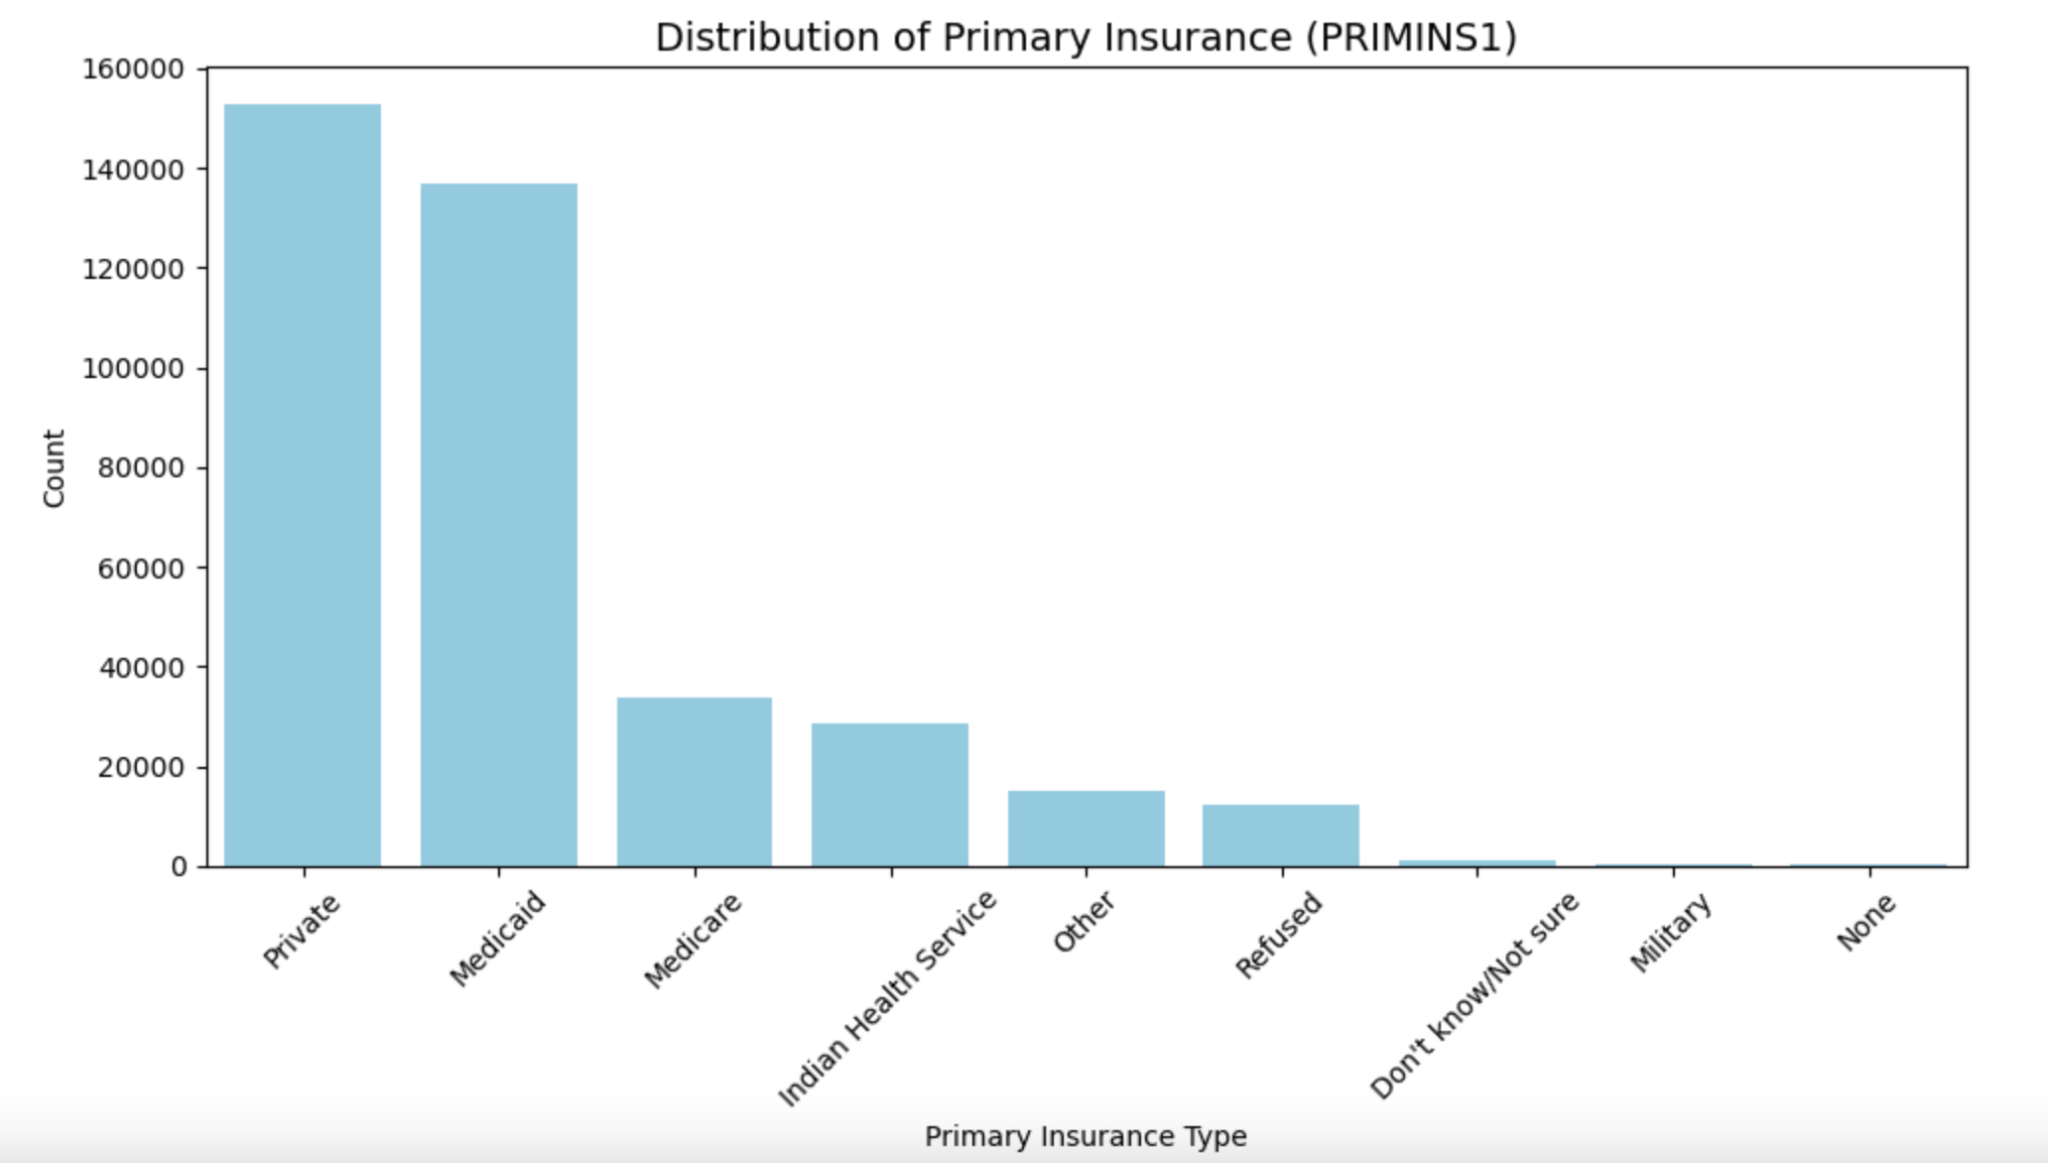 Distribution of Primary Insurance (PRIMINS1)
160000
140000
120000
100000
80000
60000
40000
20000
0
Count
Private
Medicaid
Medicare
Indian Health Service
Other
Refused
Don't know/Not sure
Military
None
Primary Insurance Type